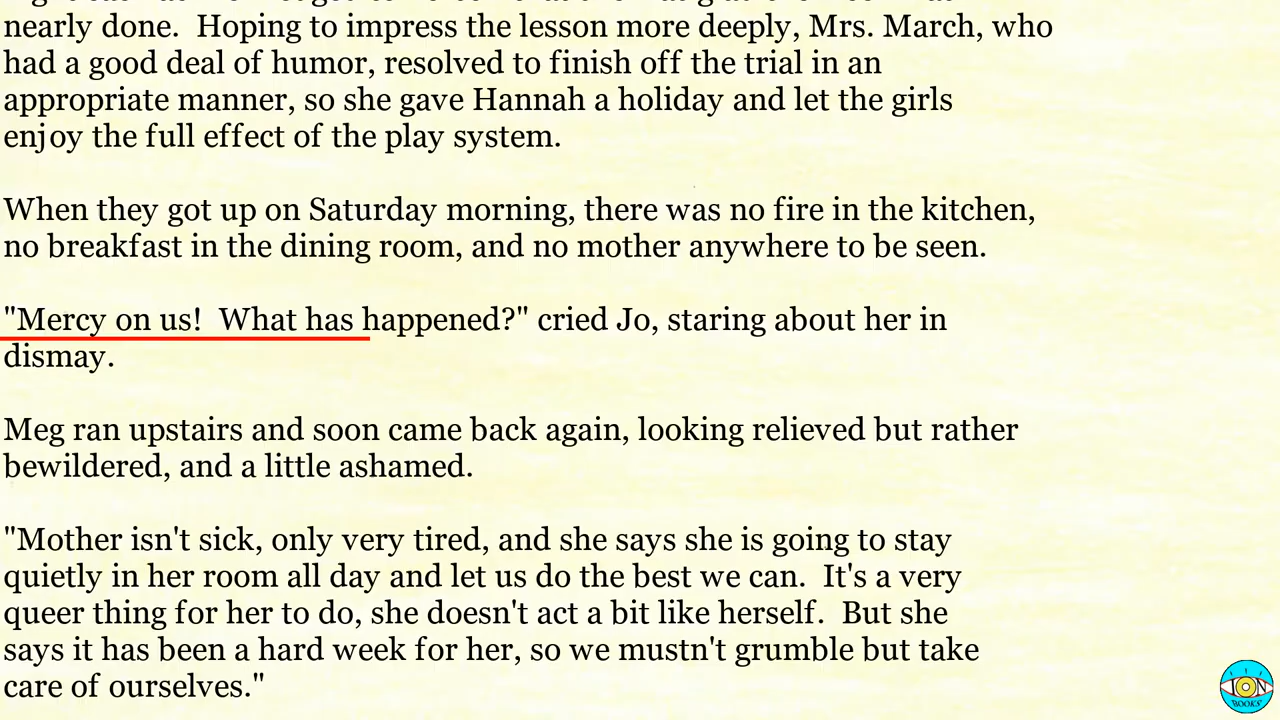 nearly done.  Hoping to impress the lesson more deeply, Mrs. March, who
had a good deal of humor, resolved to finish off the trial in an
appropriate manner, so she gave Hannah a holiday and let the girls
enjoy the full effect of the play system.
When they got up on Saturday morning, there was no fire in the kitchen,
no breakfast in the dining room, and no mother anywhere to be seen.
"Mercy on us!  What has happened?" cried Jo, staring about her in
dismay.
Meg ran upstairs and soon came back again, looking relieved but rather
bewildered, and a little ashamed.
"Mother isn't sick, only very tired, and she says she is going to stay
quietly in her room all day and let us do the best we can.  It's a very
queer thing for her to do, she doesn't act a bit like herself.  But she
says it has been a hard week for her, so we mustn't grumble but take
care of ourselves."
ION
BOOKS